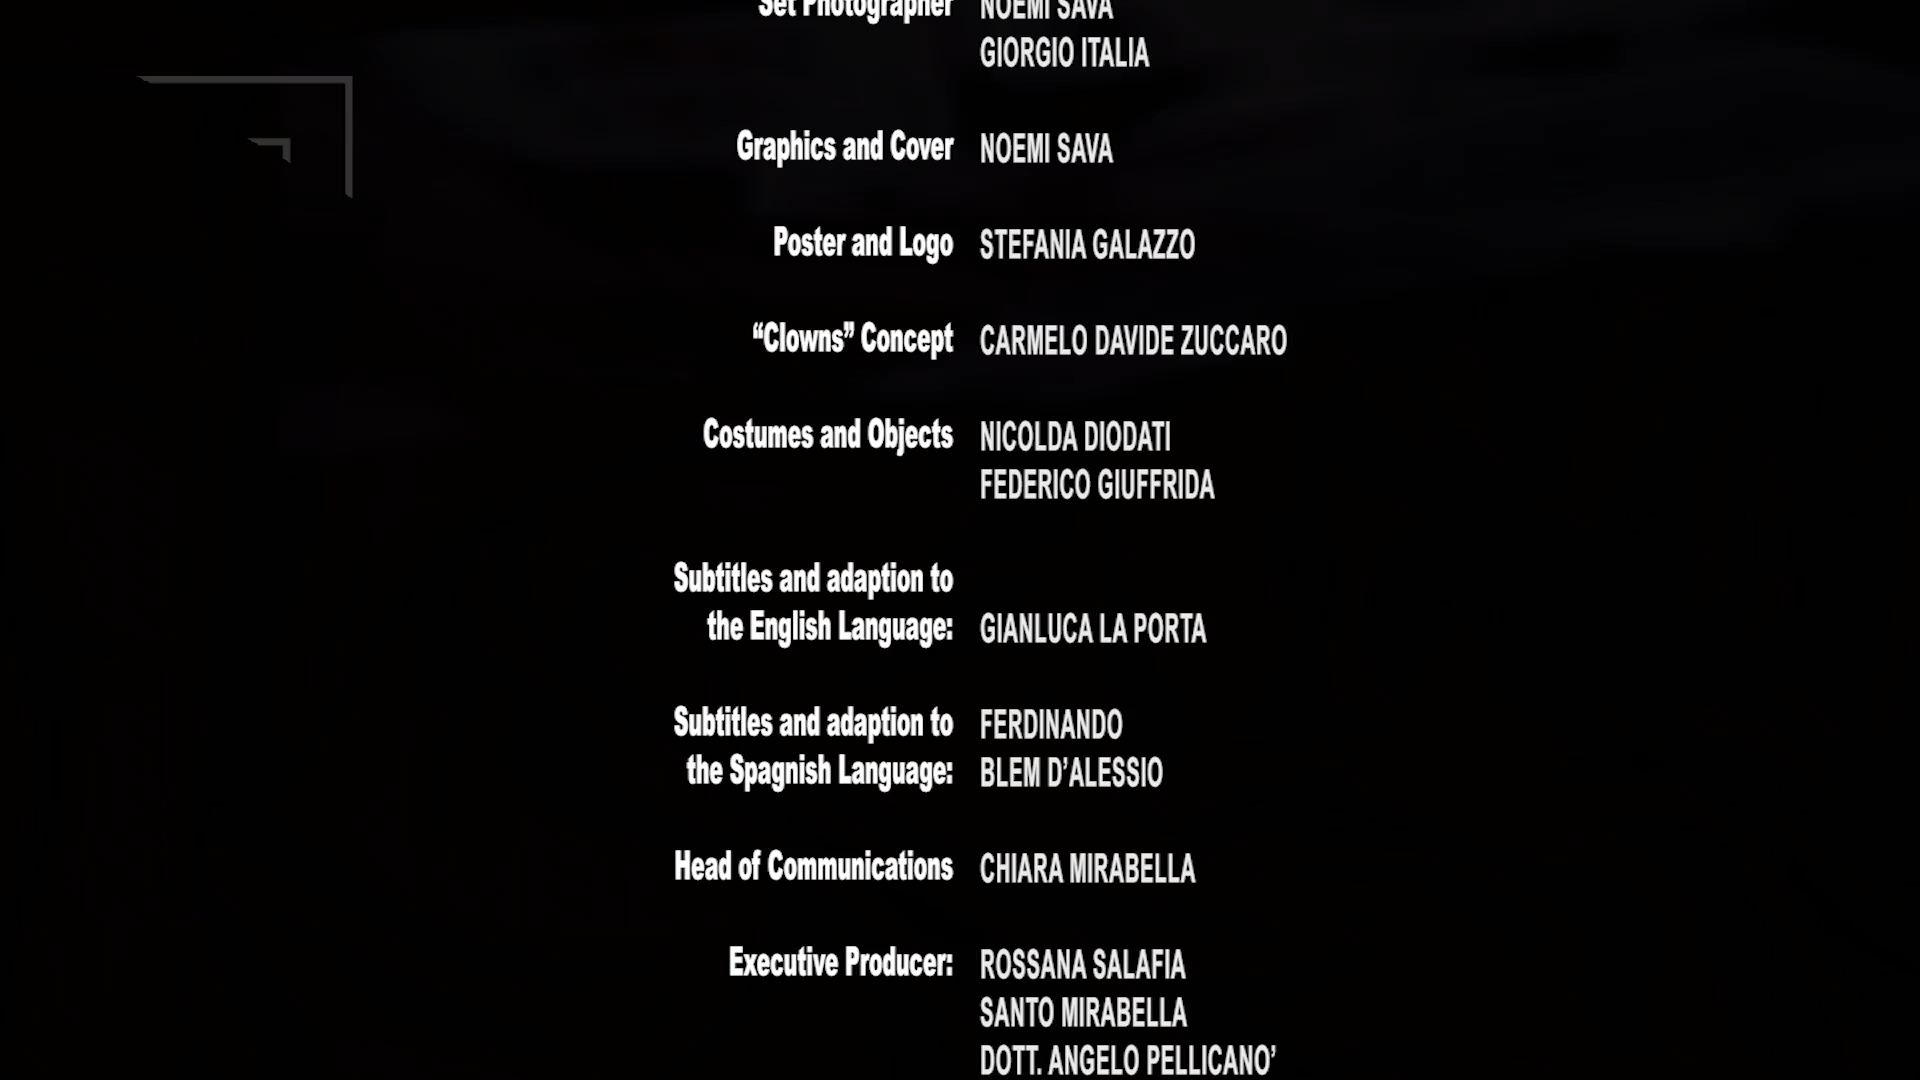 Set Photographer NOEMI SAVA
GIORGIO ITALIA
Graphics and Cover NOEMI SAVA
Poster and Logo STEFANIA GALAZZO
“Clowns” Concept CARMELO DAVIDE ZUCCARO
Costumes and Objects NICOLDA DIODATI
FEDERICO GIUFFRIDA
Subtitles and adaption to
the English Language: GIANLUCA LA PORTA
Subtitles and adaption to FERDINANDO
the Spagnish Language: BLEM D’ALESSIO
Head of Communications CHIARA MIRABELLA
Executive Producer: ROSSANA SALAFIA
SANTO MIRABELLA
DOTT. ANGELO PELLICANO’